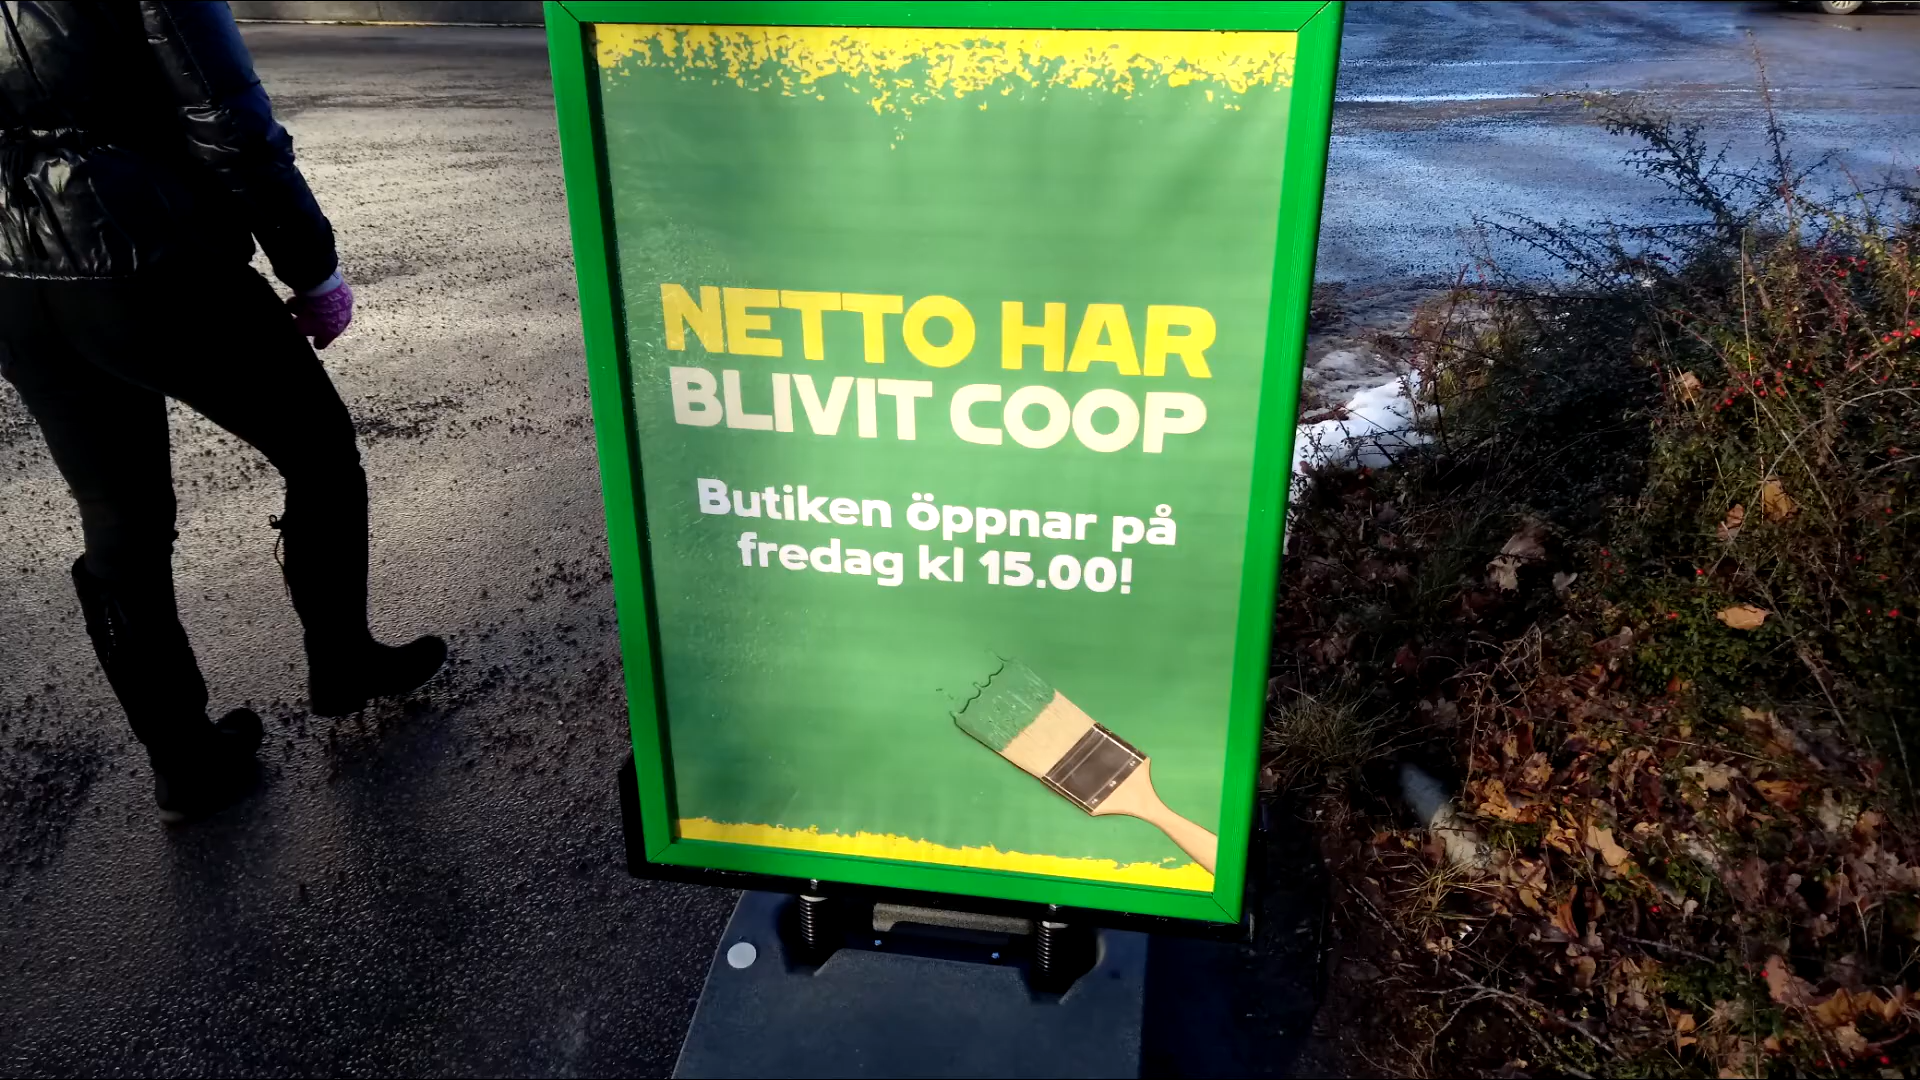 NETTO HAR
BLIVIT COOP
Butiken öppnar på
fredag kl 15.00!